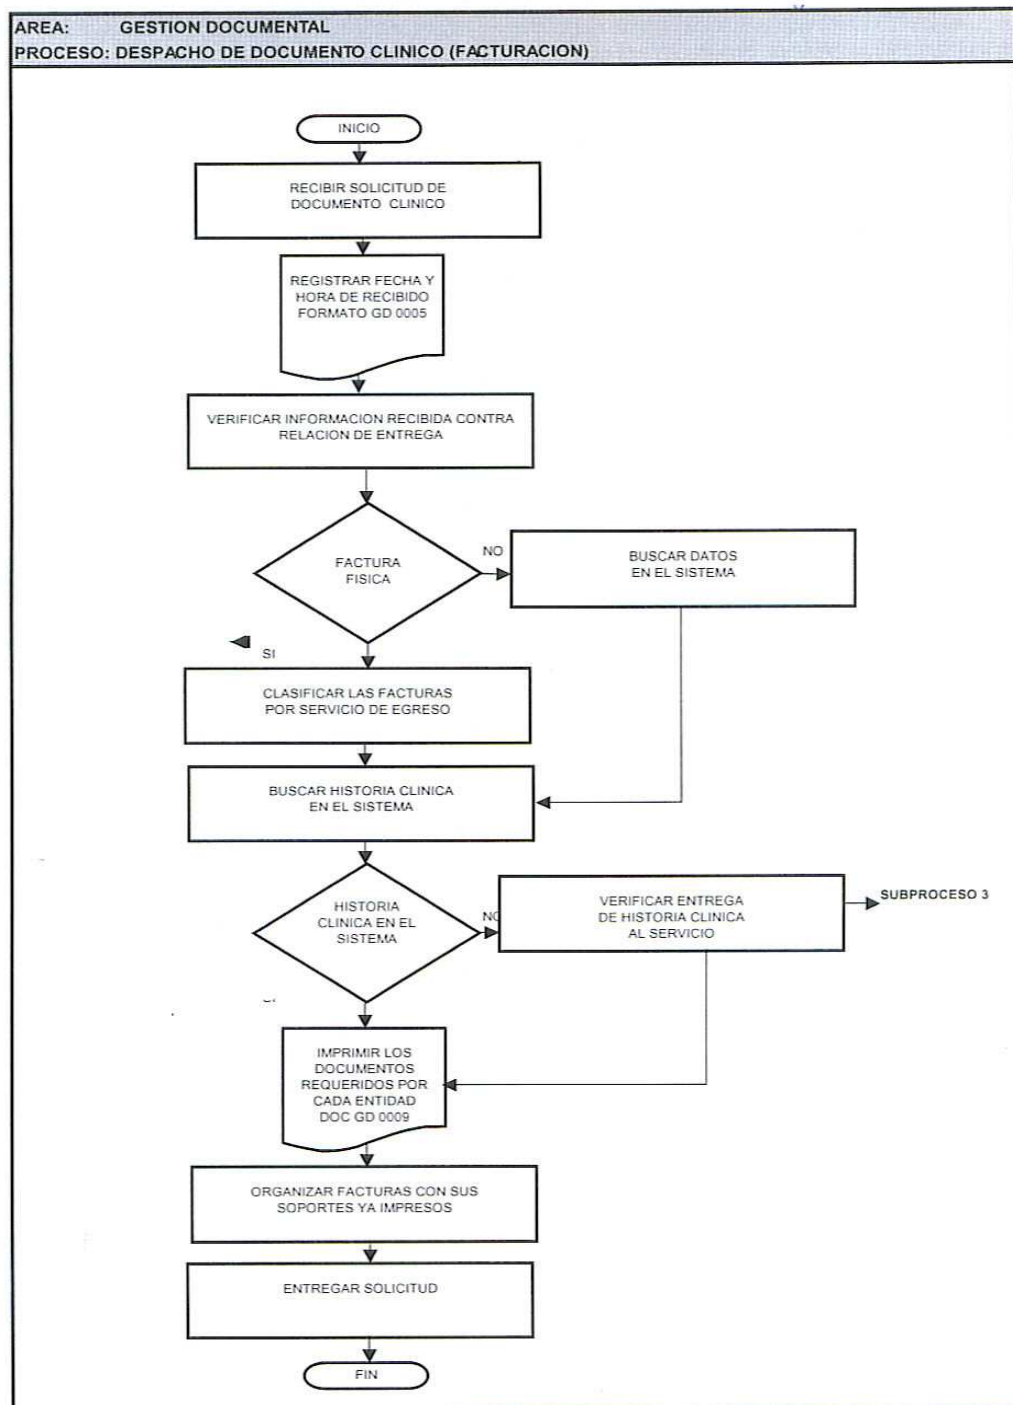 AREA: GESTION DOCUMENTAL
PROCESO: DESPACHO DE DOCUMENTO CLINICO (FACTURACION)
INICIO
RECIBIR SOLICITUD DE
DOCUMENTO CLINICO
REGISTRAR FECHA Y
HORA DE RECIBIDO
FORMATO GD 0005
VERIFICAR INFORMACION RECIBIDA CONTRA
RELACION DE ENTREGA
FACTURA
FISICA
NO
BUSCAR DATOS
EN EL SISTEMA
SI
CLASIFICAR LAS FACTURAS
POR SERVICIO DE EGRESO
BUSCAR HISTORIA CLINICA
EN EL SISTEMA
HISTORIA
CLINICA EN EL
SISTEMA
NO
VERIFICAR ENTREGA
DE HISTORIA CLINICA
AL SERVICIO
SUBPROCESO 3
IMPRIMIR LOS
DOCUMENTOS
REQUERIDOS POR
CADA ENTIDAD
DOC GD 0009
ORGANIZAR FACTURAS CON SUS
SOPORTES YA IMPRESOS
ENTREGAR SOLICITUD
FIN